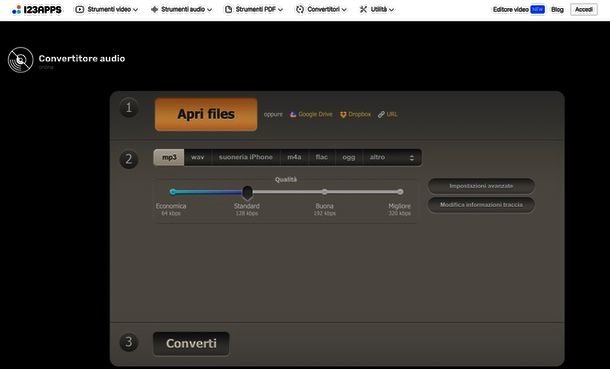 123APPS Strumenti video Strumenti audio Strumenti PDF Convertitori Utilità Editore video NEW Blog Accedi
Convertitore audio
online
1 Apri files oppure Google Drive Dropbox URL
2 mp3 wav suoneria iPhone m4a flac ogg altro
Qualità
Impostazioni avanzate
Economica Standard Buona Migliore
64 kbps 128 kbps 192 kbps 320 kbps
Modifica informazioni traccia
3 Converti